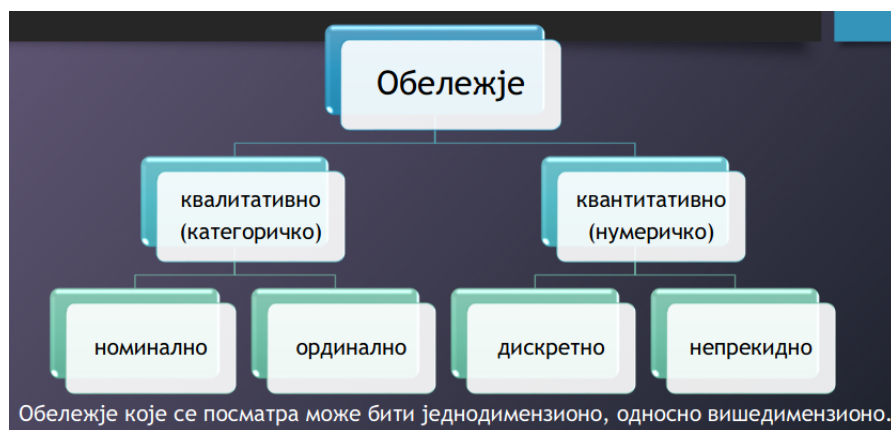 Обележје
квалитативно
(категоричко)
квантитативно
(нумеричко)
номинално
ординално
дискретно
непрекидно
Обележје које се посматра може бити једнодимензионо, односно вишедимензионо.